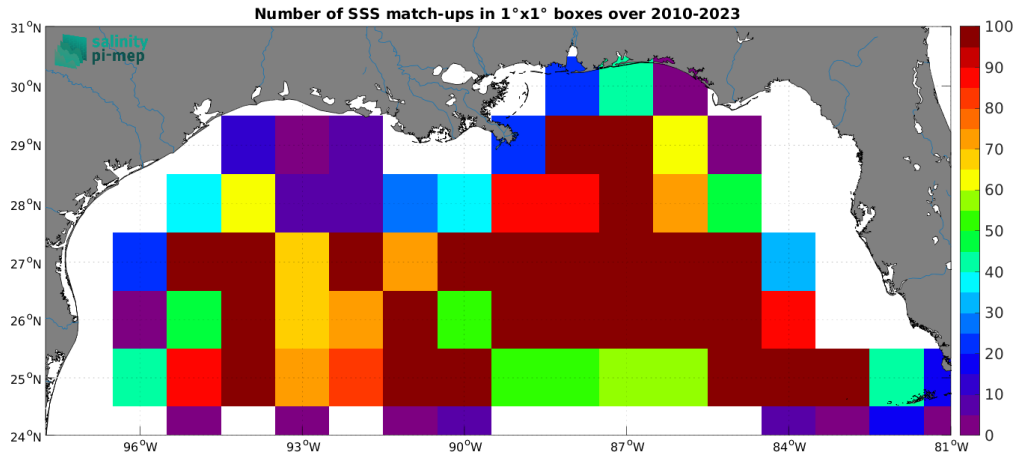 Number of SSS match-ups in 1°x1° boxes over 2010-2023
salinity
pi-mep
31°N
30°N
29°N
28°N
27°N
26°N
25°N
24°N
96°W
93°W
90°W
87°W
84°W
81°W
100
90
80
70
60
50
40
30
20
10
0